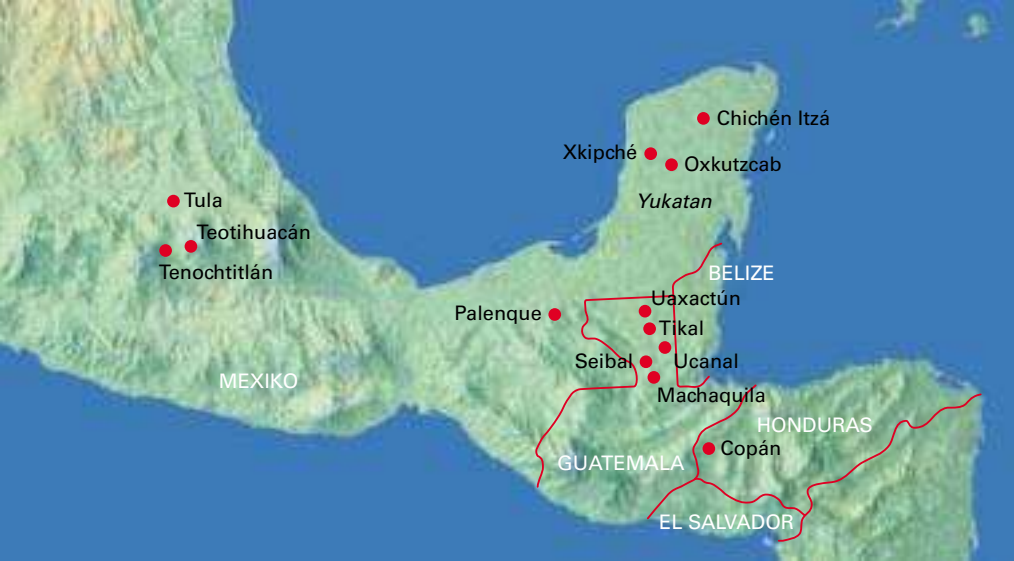 Chichén Itzá
Xkipché
Oxkutzcab
Yukatan
Tula
Teotihuacán
Tenochtitlán
BELIZE
Uaxactún
Palenque
Tikal
Seibal
Ucanal
MEXIKO
Machaquila
HONDURAS
Copán
GUATEMALA
EL SALVADOR